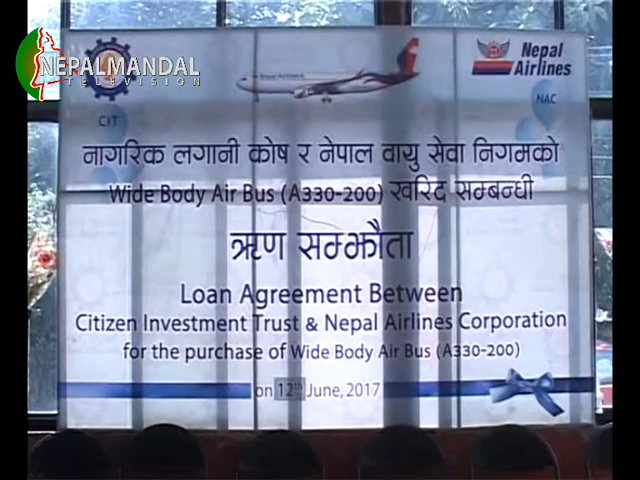 NEPALMANDAL
TELEVISION
Nepal Airlines
Nepal
Airlines
CIT
NAC
नागरिक लगानी कोष र नेपाल वायु सेवा निगमको
Wide Body Air Bus (A330-200) खरिद सम्बन्धी
ऋण सम्झौता
Loan Agreement Between
Citizen Investment Trust & Nepal Airlines Corporation
for the purchase of Wide Body Air Bus (A330-200)
on 12th June, 2017